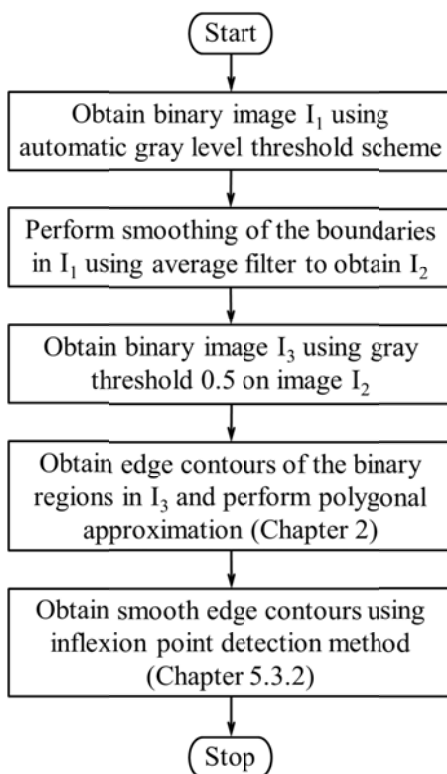 Start
Obtain binary image I₁ using
automatic gray level threshold scheme
Perform smoothing of the boundaries
in I₁ using average filter to obtain I₂
Obtain binary image I₃ using gray
threshold 0.5 on image I₂
Obtain edge contours of the binary
regions in I₃ and perform polygonal
approximation (Chapter 2)
Obtain smooth edge contours using
inflexion point detection method
(Chapter 5.3.2)
Stop